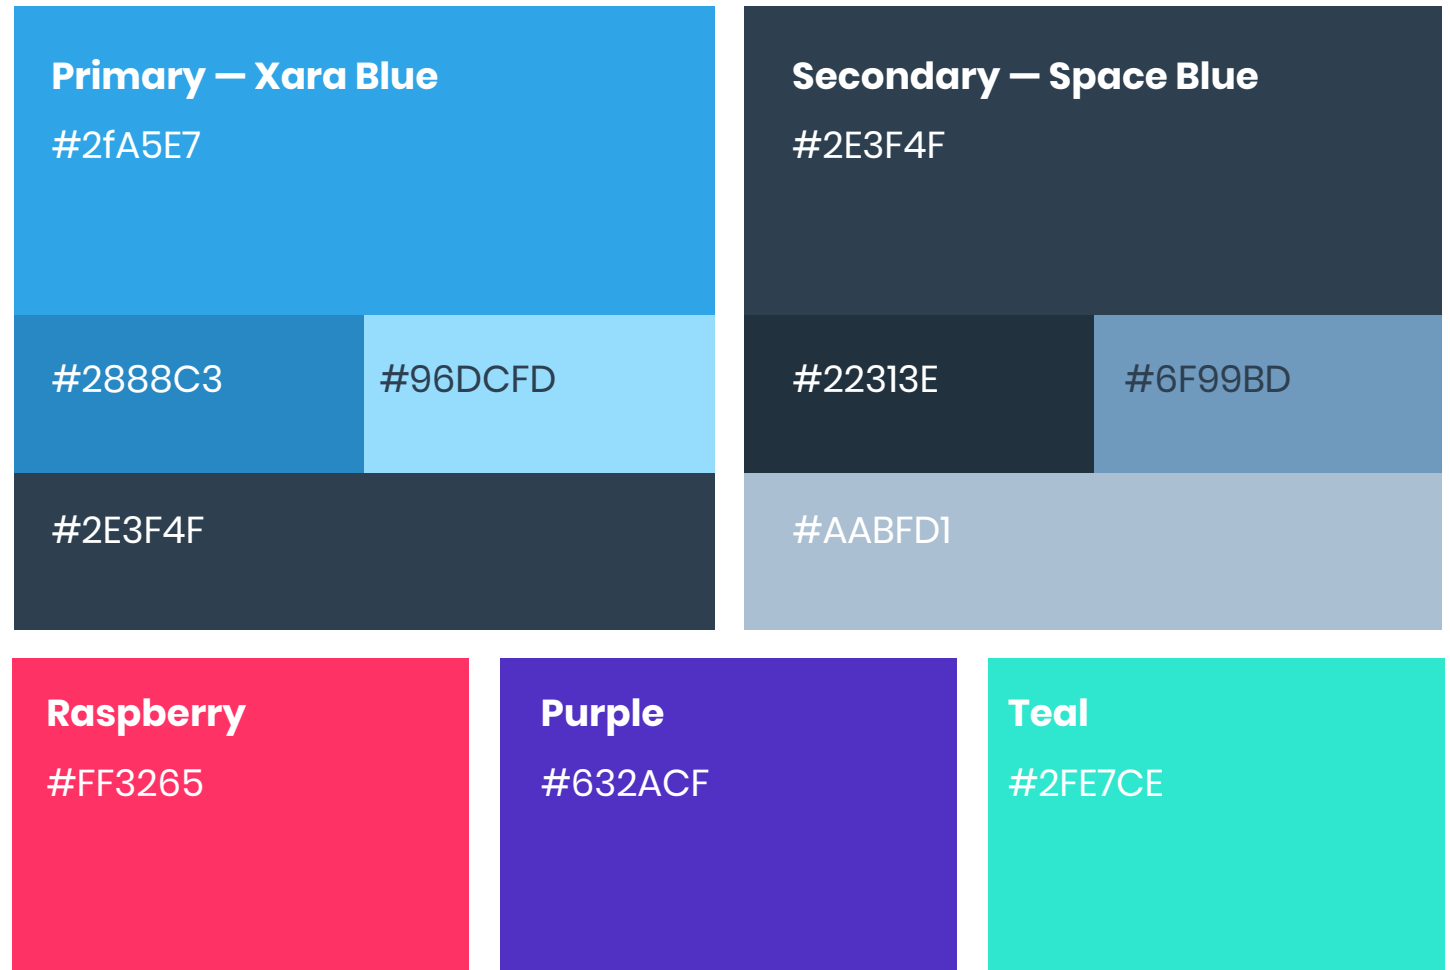 Primary — Xara Blue
#2fA5E7
#2888C3
#96DCFD
#2E3F4F
Secondary — Space Blue
#2E3F4F
#22313E
#6F99BD
#AABFD1
Raspberry
#FF3265
Purple
#632ACF
Teal
#2FE7CE